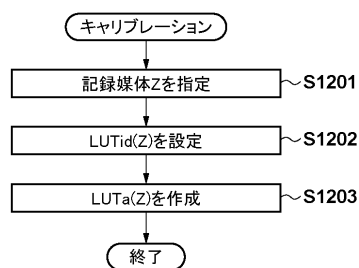 キャリブレーション
記録媒体Zを指定 S1201
LUTid(Z)を設定 S1202
LUTa(Z)を作成 S1203
終了